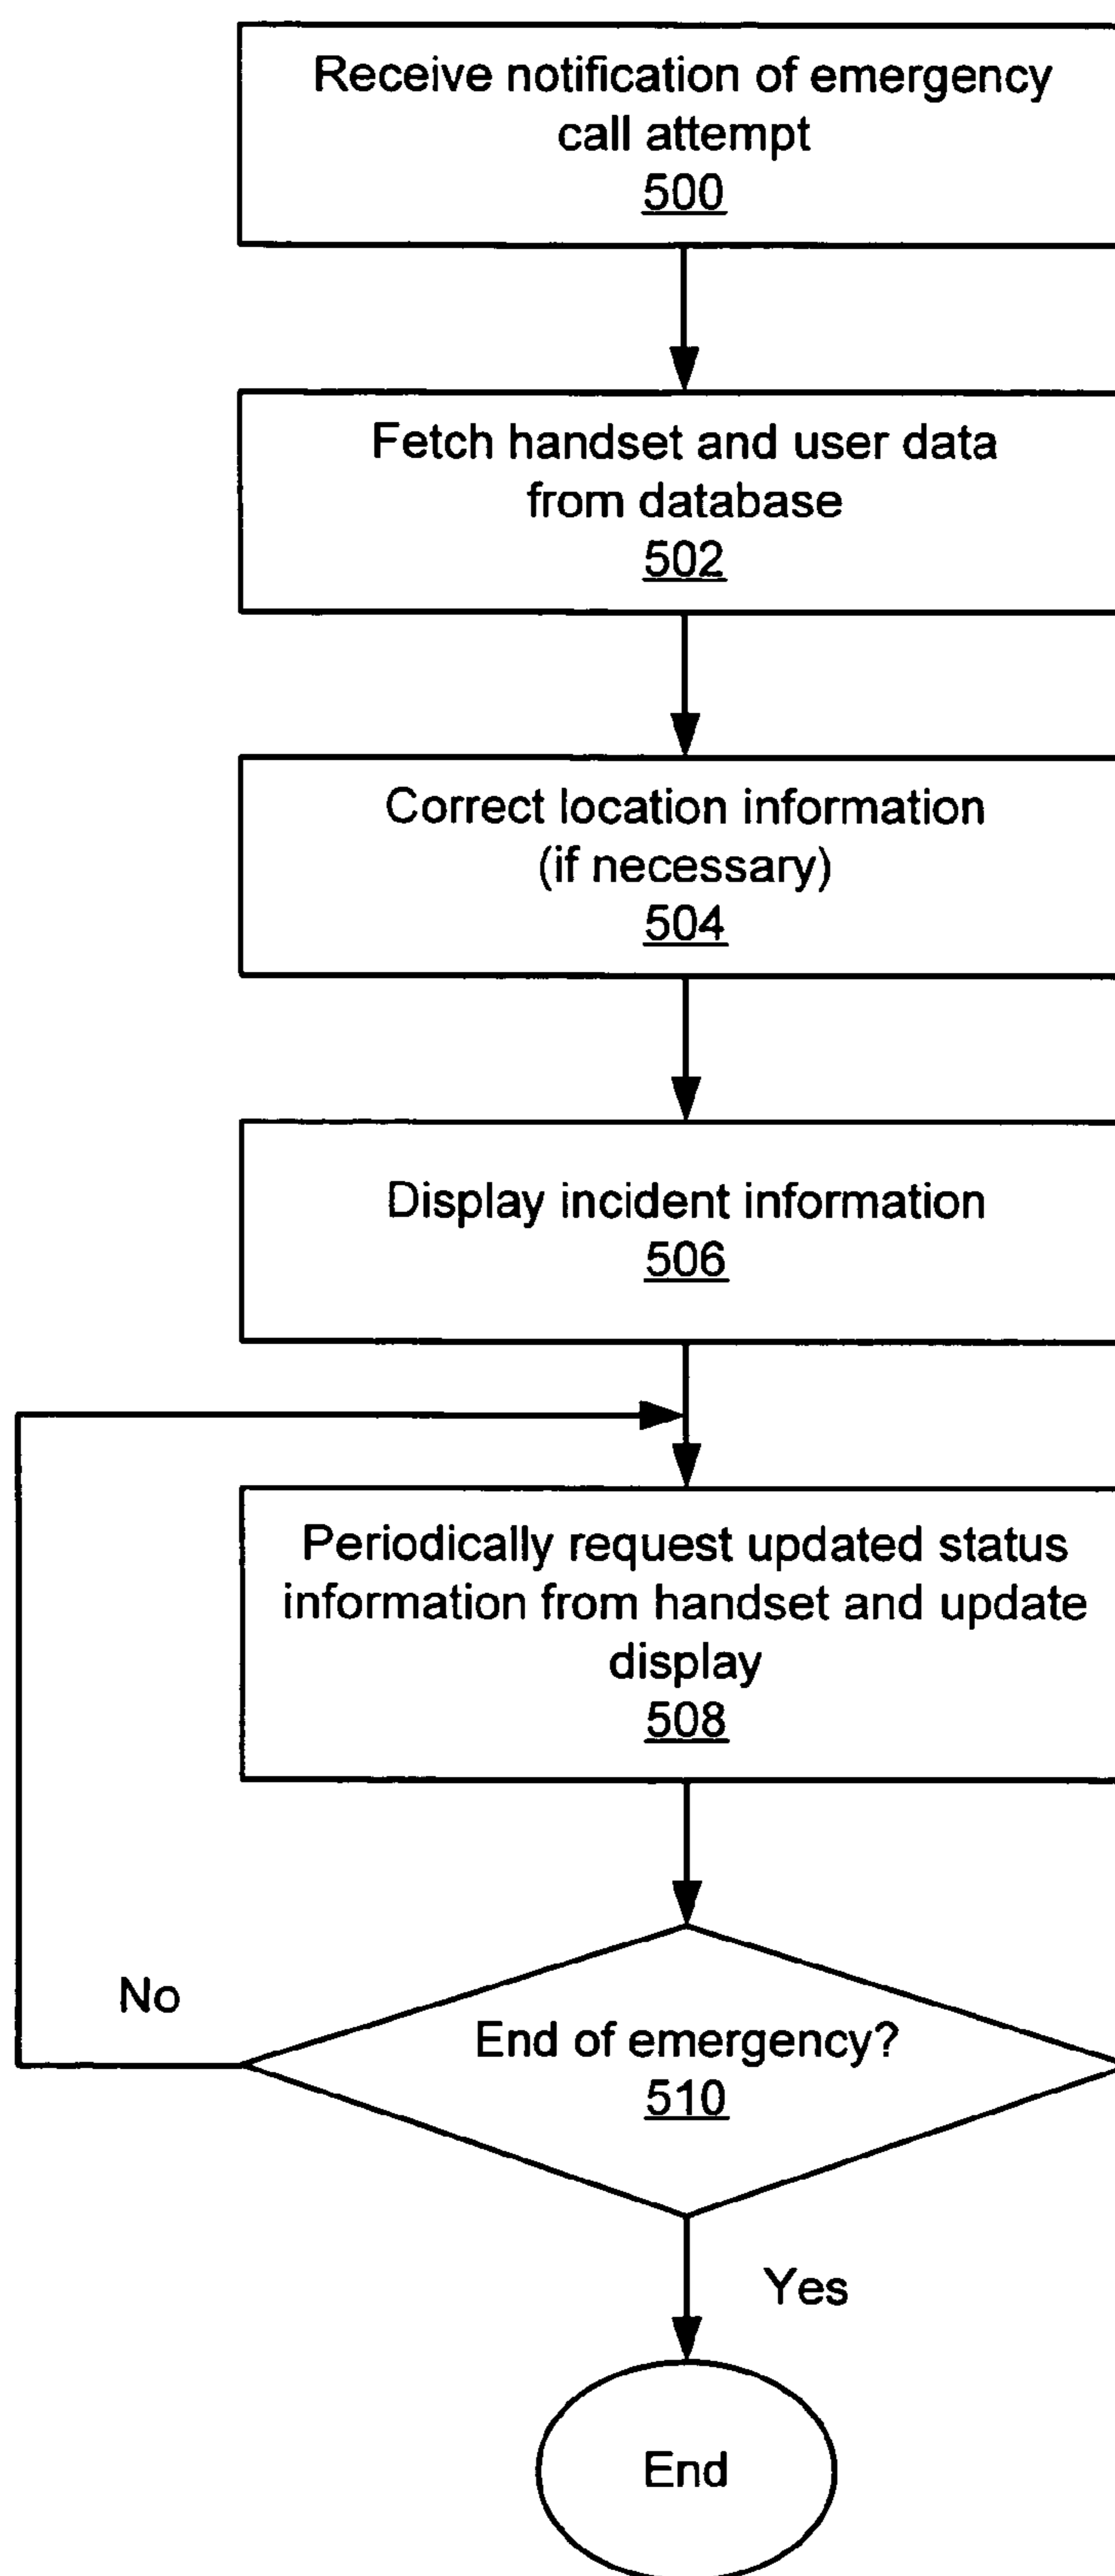 Receive notification of emergency
call attempt
500
Fetch handset and user data
from database
502
Correct location information
(if necessary)
504
Display incident information
506
Periodically request updated status
information from handset and update
display
508
No
End of emergency?
510
Yes
End